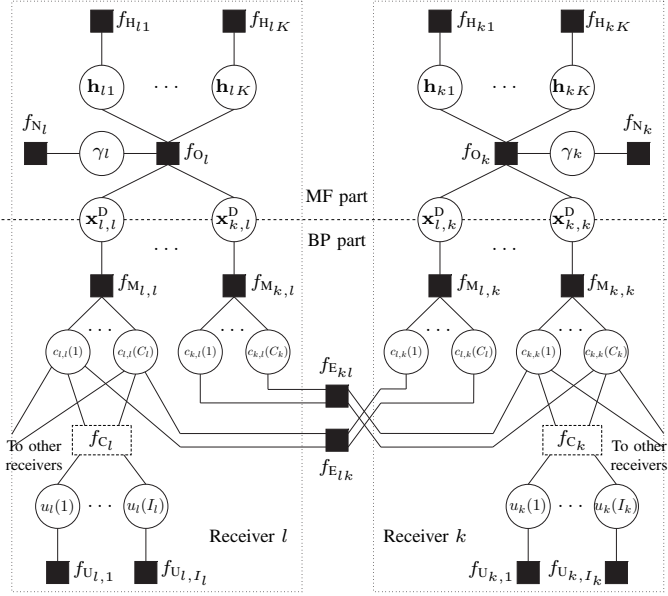 f_{H_{l1}} f_{H_{lK}} f_{H_{k1}} f_{H_{kK}}
h_{l1} ... h_{lK} h_{k1} ... h_{kK}
f_{N_l} γ_l f_{O_l} f_{O_k} γ_k f_{N_k}
MF part
x^D_{l,l} x^D_{k,l} x^D_{l,k} x^D_{k,k}
BP part
... ...
f_{M_{l,l}} f_{M_{k,l}} f_{M_{l,k}} f_{M_{k,k}}
... ... ... ...
c_{l,l}(1) c_{l,l}(C_l) c_{k,l}(1) c_{k,l}(C_k) c_{l,k}(1) c_{l,k}(C_l) c_{k,k}(1) c_{k,k}(C_k)
f_{E_{kl}}
To other f_{C_l} f_{C_k} To other
receivers receivers
f_{E_{lk}}
u_l(1) ... u_l(I_l) u_k(1) ... u_k(I_k)
Receiver l Receiver k
f_{U_{l,1}} f_{U_{l,I_l}} f_{U_{k,1}} f_{U_{k,I_k}}